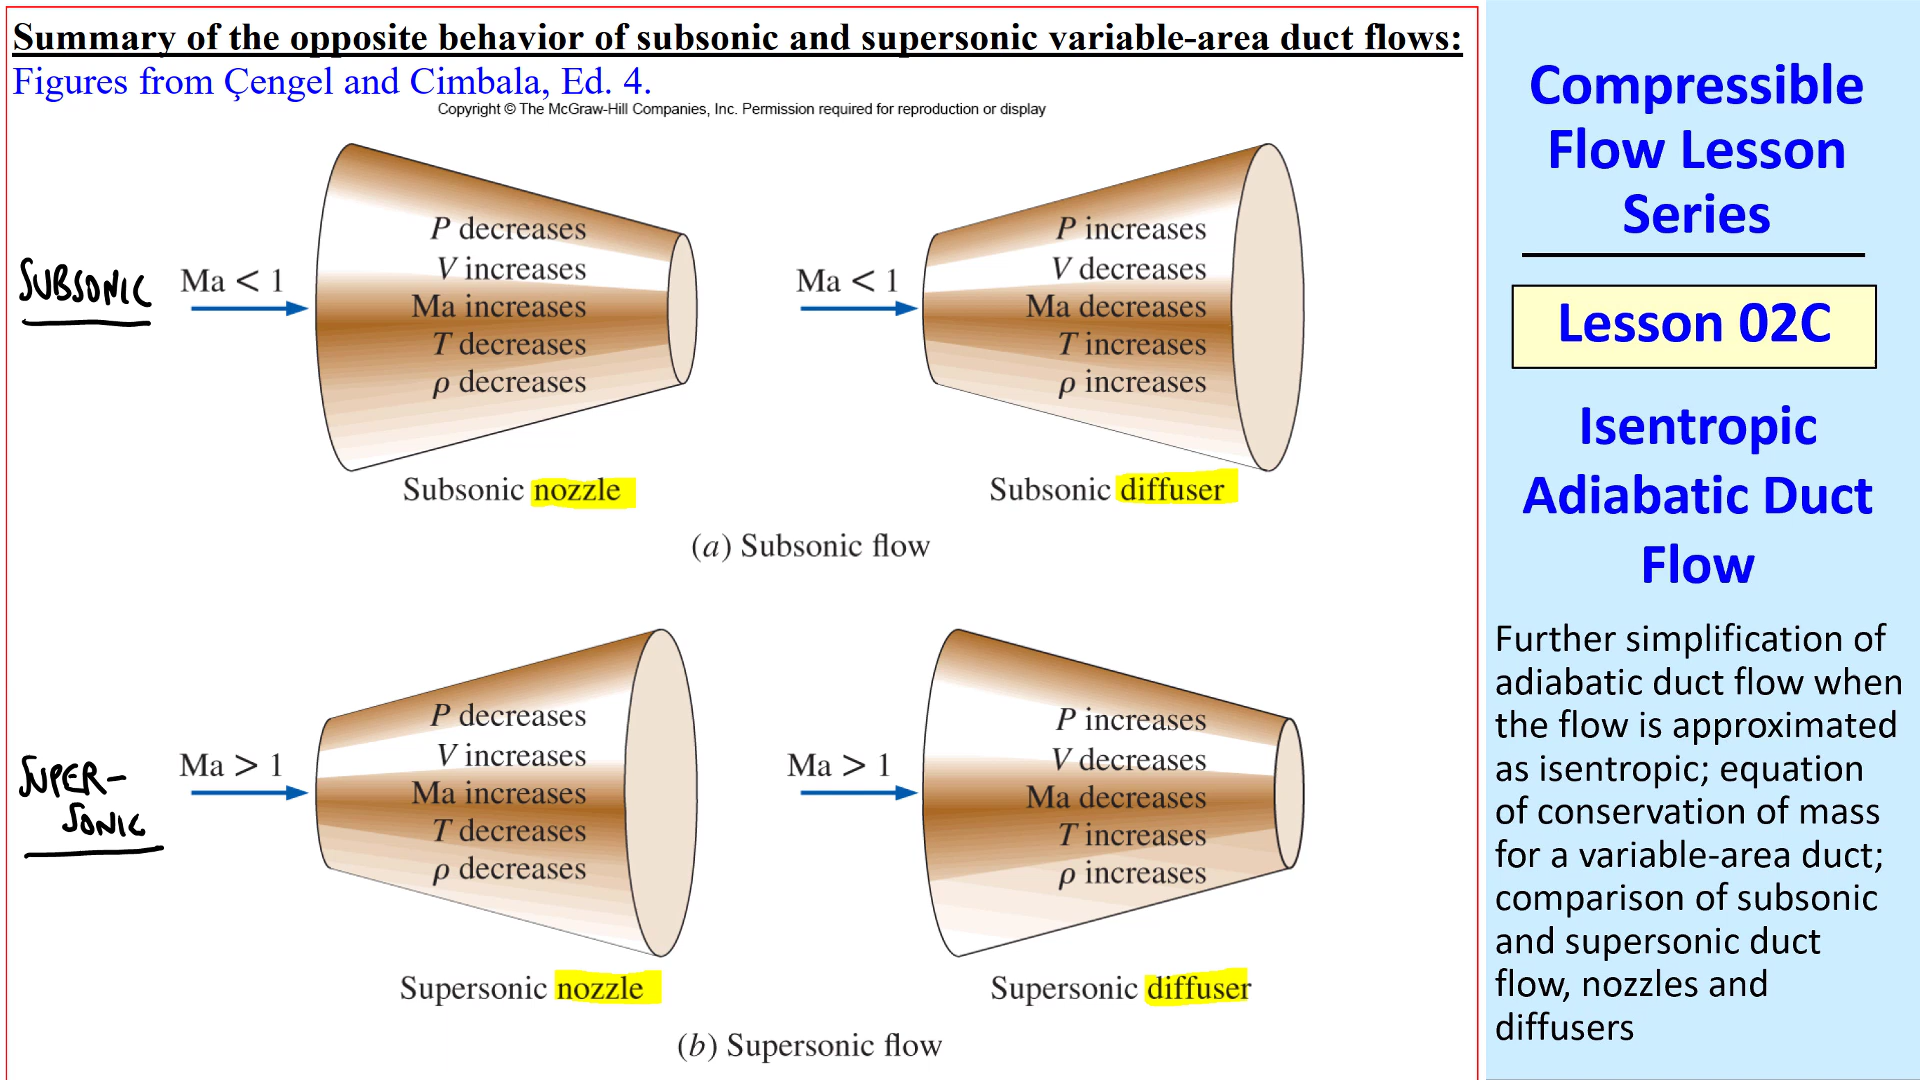 Summary of the opposite behavior of subsonic and supersonic variable-area duct flows:
Figures from Çengel and Cimbala, Ed. 4.
Copyright © The McGraw-Hill Companies, Inc. Permission required for reproduction or display
SUBSONIC
Ma < 1
P decreases
V increases
Ma increases
T decreases
ρ decreases
Subsonic nozzle
Ma < 1
P increases
V decreases
Ma decreases
T increases
ρ increases
Subsonic diffuser
(a) Subsonic flow
SUPER-
SONIC
Ma > 1
P decreases
V increases
Ma increases
T decreases
ρ decreases
Supersonic nozzle
Ma > 1
P increases
V decreases
Ma decreases
T increases
ρ increases
Supersonic diffuser
(b) Supersonic flow
Compressible
Flow Lesson
Series
Lesson 02C
Isentropic
Adiabatic Duct
Flow
Further simplification of
adiabatic duct flow when
the flow is approximated
as isentropic; equation
of conservation of mass
for a variable-area duct;
comparison of subsonic
and supersonic duct
flow, nozzles and
diffusers